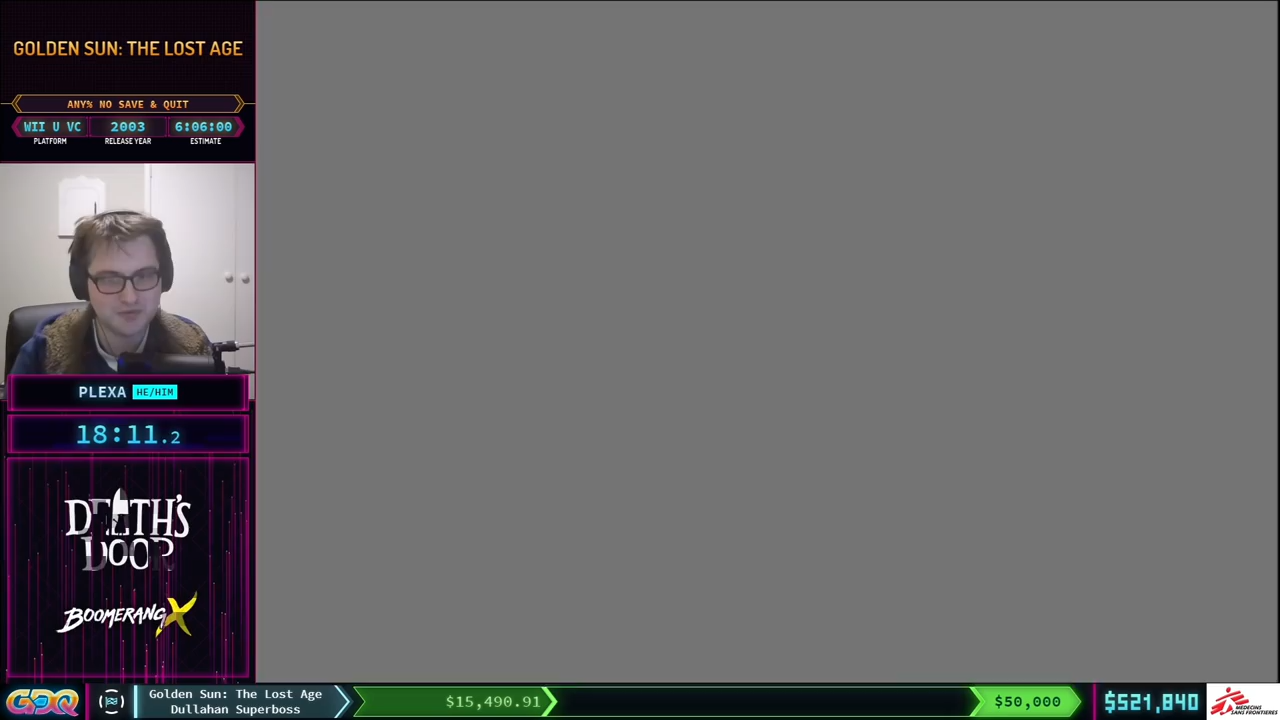 GOLDEN SUN: THE LOST AGE
ANY% NO SAVE & QUIT
WII U VC
2003
6:06:00
PLATFORM
RELEASE YEAR
ESTIMATE
PLEXA HE/HIM
18:11.2
DEATH'S
DOOR
BOOMERANG X
GDQ
Golden Sun: The Lost Age
Dullahan Superboss
$15,490.91
$50,000
$521,840
MEDECINS
SANS FRONTIERES